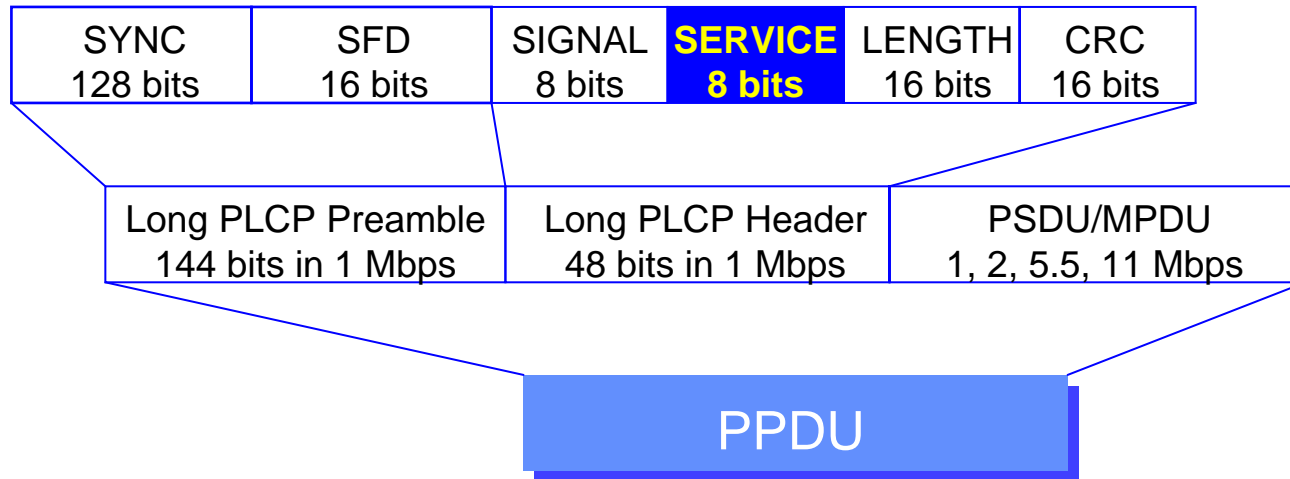 SYNC
128 bits
SFD
16 bits
SIGNAL
8 bits
SERVICE
8 bits
LENGTH
16 bits
CRC
16 bits
Long PLCP Preamble
144 bits in 1 Mbps
Long PLCP Header
48 bits in 1 Mbps
PSDU/MPDU
1, 2, 5.5, 11 Mbps
PPDU